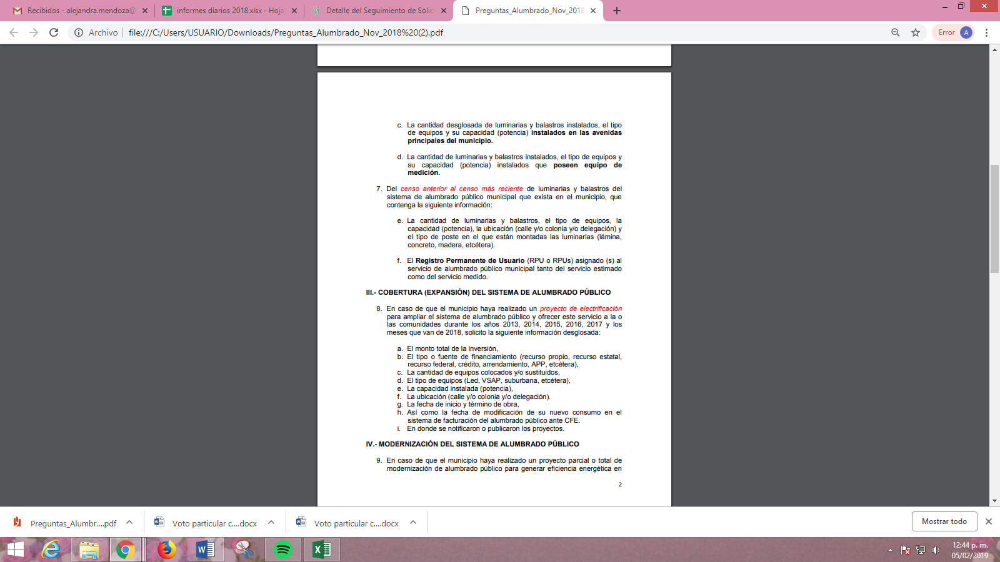 Recibidos - alejandra.mendoza@
informes diarios 2018.xlsx - Hoja
Detalle del Seguimiento de Solic
Preguntas_Alumbrado_Nov_2018
Archivo
file:///C:/Users/USUARIO/Downloads/Preguntas_Alumbrado_Nov_2018%20(2).pdf
Error A
c. La cantidad desglosada de luminarias y balastros instalados, el tipo
de equipos y su capacidad (potencia) instalados en las avenidas
principales del municipio.
d. La cantidad de luminarias y balastros instalados, el tipo de equipos y
su capacidad (potencia) instalados que poseen equipo de
medición.
7. Del censo anterior al censo más reciente de luminarias y balastros del
sistema de alumbrado público municipal que exista en el municipio, que
contenga la siguiente información:
e. La cantidad de luminarias y balastros, el tipo de equipos, la
capacidad (potencia), la ubicación (calle y/o colonia y/o delegación) y
el tipo de poste en el que están montadas las luminarias (lámina,
concreto, madera, etcétera).
f. El Registro Permanente de Usuario (RPU o RPUs) asignado (s) al
servicio de alumbrado público municipal tanto del servicio estimado
como del servicio medido.
III.- COBERTURA (EXPANSIÓN) DEL SISTEMA DE ALUMBRADO PÚBLICO
8. En caso de que el municipio haya realizado un proyecto de electrificación
para ampliar el sistema de alumbrado público y ofrecer este servicio a la o
las comunidades durante los años 2013, 2014, 2015, 2016, 2017 y los
meses que van de 2018, solicito la siguiente información desglosada:
a. El monto total de la inversión,
b. El tipo o fuente de financiamiento (recurso propio, recurso estatal,
recurso federal, crédito, arrendamiento, APP, etcétera),
c. La cantidad de equipos colocados y/o sustituidos,
d. El tipo de equipos (Led, VSAP, suburbana, etcétera),
e. La capacidad instalada (potencia),
f. La ubicación (calle y/o colonia y/o delegación).
g. La fecha de inicio y término de obra,
h. Así como la fecha de modificación de su nuevo consumo en el
sistema de facturación del alumbrado público ante CFE.
i. En donde se notificaron o publicaron los proyectos.
IV.- MODERNIZACIÓN DEL SISTEMA DE ALUMBRADO PÚBLICO
9. En caso de que el municipio haya realizado un proyecto parcial o total de
modernización de alumbrado público para generar eficiencia energética en
2
Preguntas_Alumbr....pdf
Voto particular c....docx
Voto particular c....docx
Mostrar todo
12:44 p. m.
05/02/2019